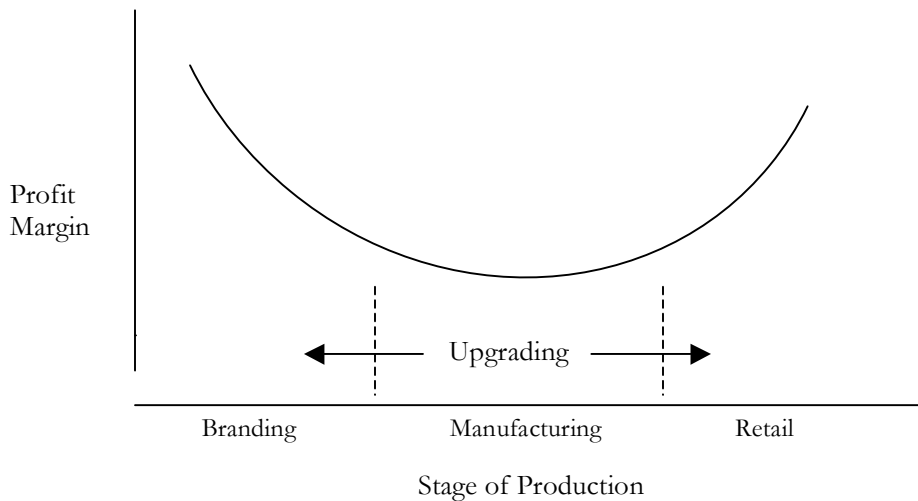 Profit
Margin
Upgrading
Branding
Manufacturing
Retail
Stage of Production